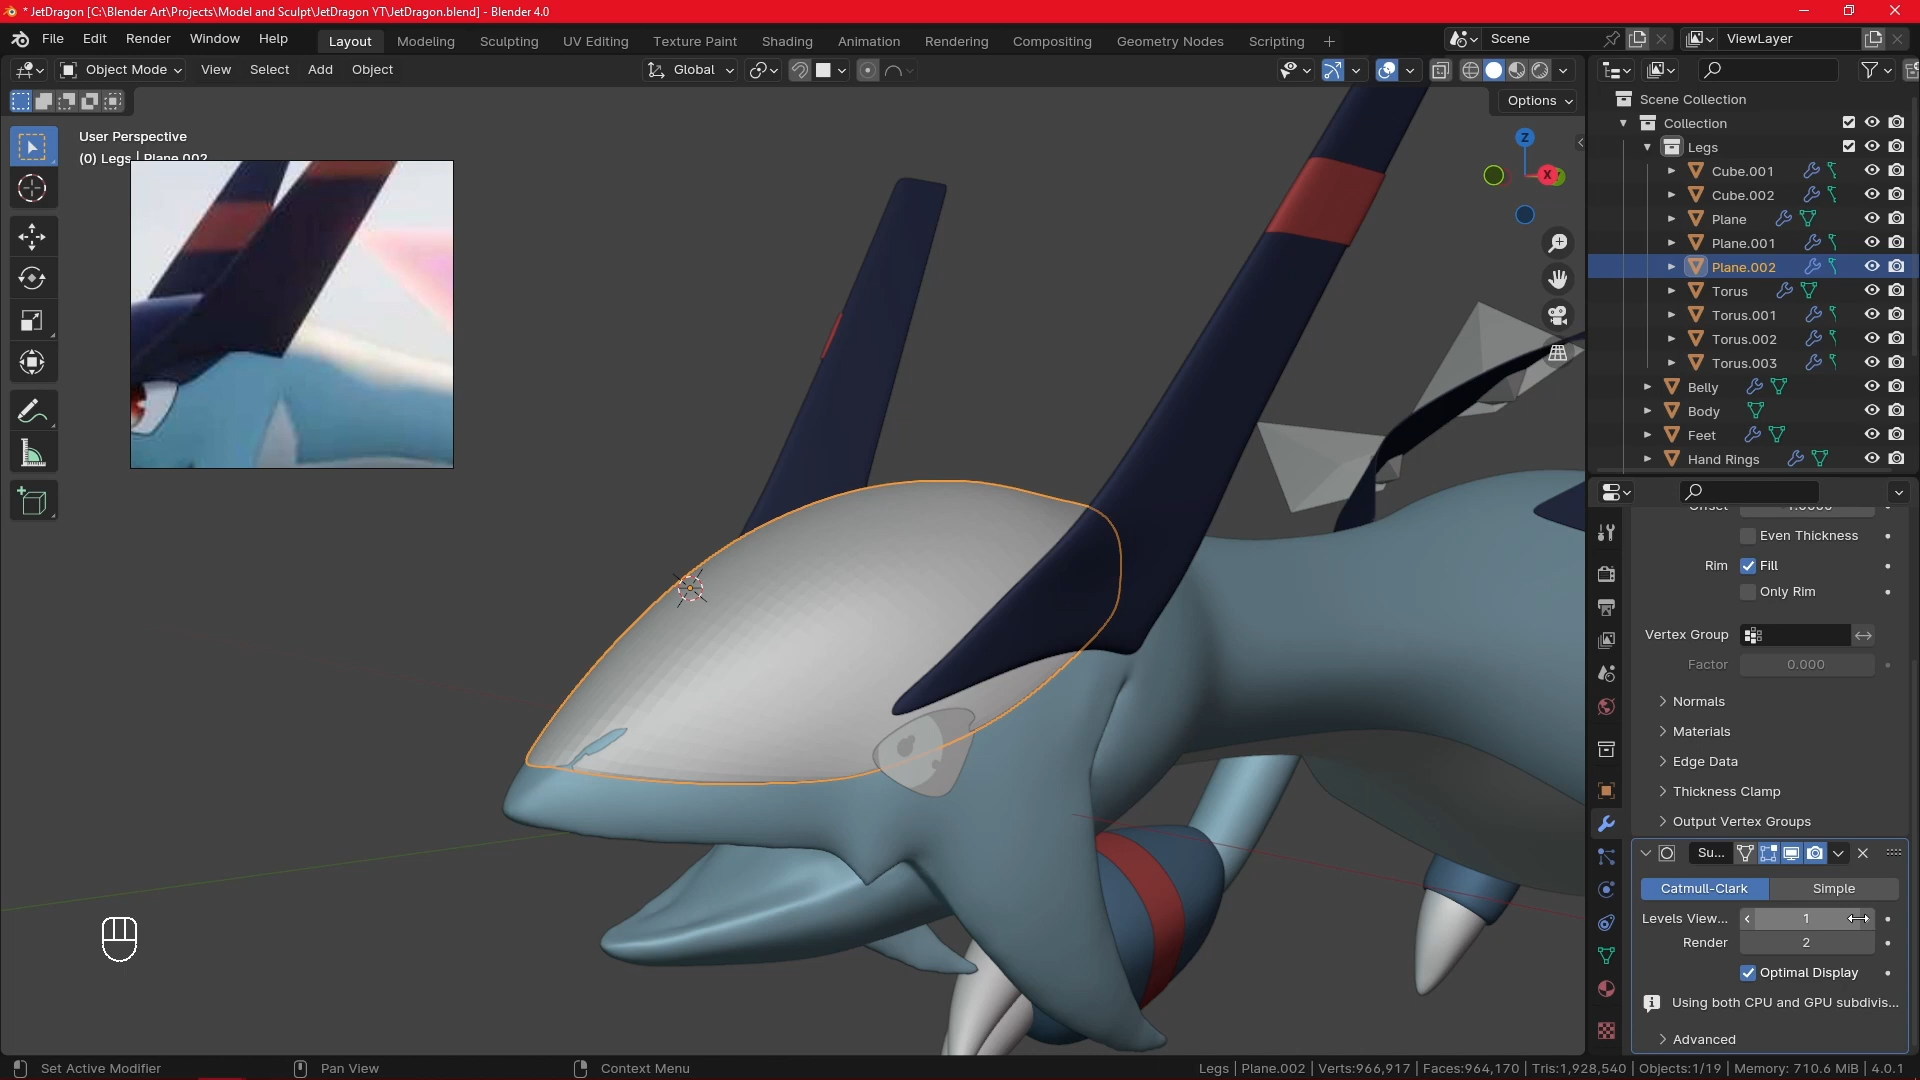 * JetDragon [C:\Blender Art\Projects\Model and Sculpt\JetDragon YT\JetDragon.blend] - Blender 4.0
File Edit Render Window Help Layout Modeling Sculpting UV Editing Texture Paint Shading Animation Rendering Compositing Geometry Nodes Scripting + Scene ViewLayer
Object Mode View Select Add Object Global
Options
User Perspective
(0) Legs | Plane.002
Z
X
Scene Collection
Collection
Legs
Cube.001
Cube.002
Plane
Plane.001
Plane.002
Torus
Torus.001
Torus.002
Torus.003
Belly
Body
Feet
Hand Rings
Even Thickness
Rim Fill
Only Rim
Vertex Group
Factor 0.000
Normals
Materials
Edge Data
Thickness Clamp
Output Vertex Groups
Su...
Catmull-Clark Simple
Levels View... 1
Render 2
Optimal Display
Using both CPU and GPU subdivis...
Advanced
Set Active Modifier Pan View Context Menu Legs | Plane.002 | Verts:966,917 | Faces:964,170 | Tris:1,928,540 | Objects:1/19 | Memory: 710.6 MiB | 4.0.1